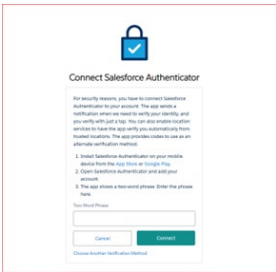 Connect Salesforce Authenticator
For security reasons, you have to connect Salesforce
Authenticator to your account. The app sends a
notification when we need to verify your identity, and
you verify with just a tap. You can also enable location
services to have the app verify you automatically from
trusted locations. The app provides codes to use as an
alternate verification method.
1. Install Salesforce Authenticator on your mobile
device from the App Store or Google Play.
2. Open Salesforce Authenticator and add your
account.
3. The app shows a two-word phrase. Enter the phrase
here.
Two-Word Phrase
Cancel
Connect
Choose Another Verification Method